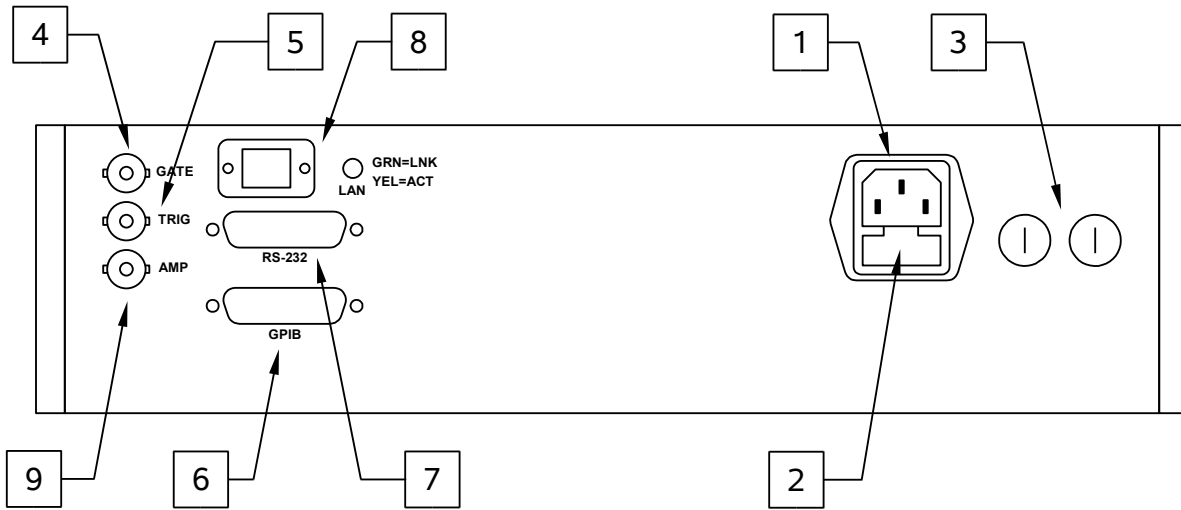 4
5
8
1
3
GATE
TRIG
AMP
GRN=LNK
LAN YEL=ACT
RS-232
GPIB
9
6
7
2